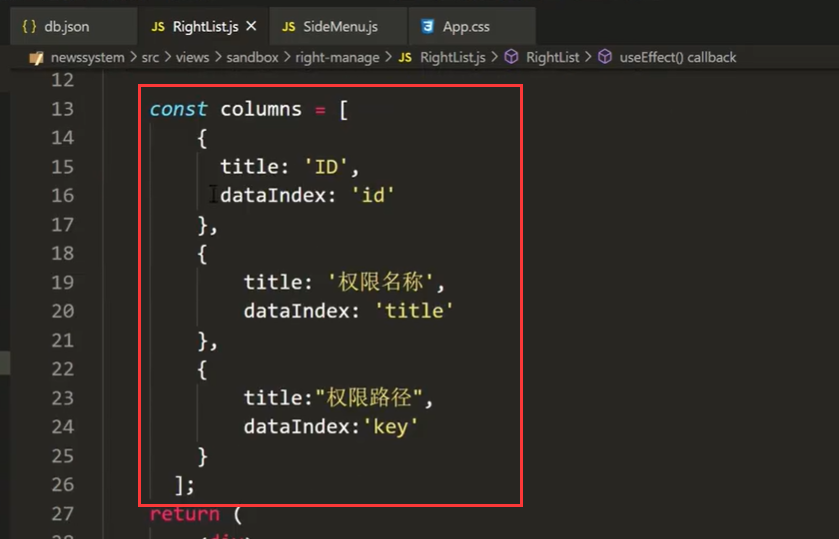 { } db.json JS RightList.js × JS SideMenu.js App.css
newssystem > src > views > sandbox > right-manage > JS RightList.js > RightList > useEffect() callback
12
13 const columns = [
14 {
15 title: 'ID',
16 dataIndex: 'id'
17 },
18 {
19 title: '权限名称',
20 dataIndex: 'title'
21 },
22 {
23 title:"权限路径",
24 dataIndex:'key'
25 }
26 ];
27 return (